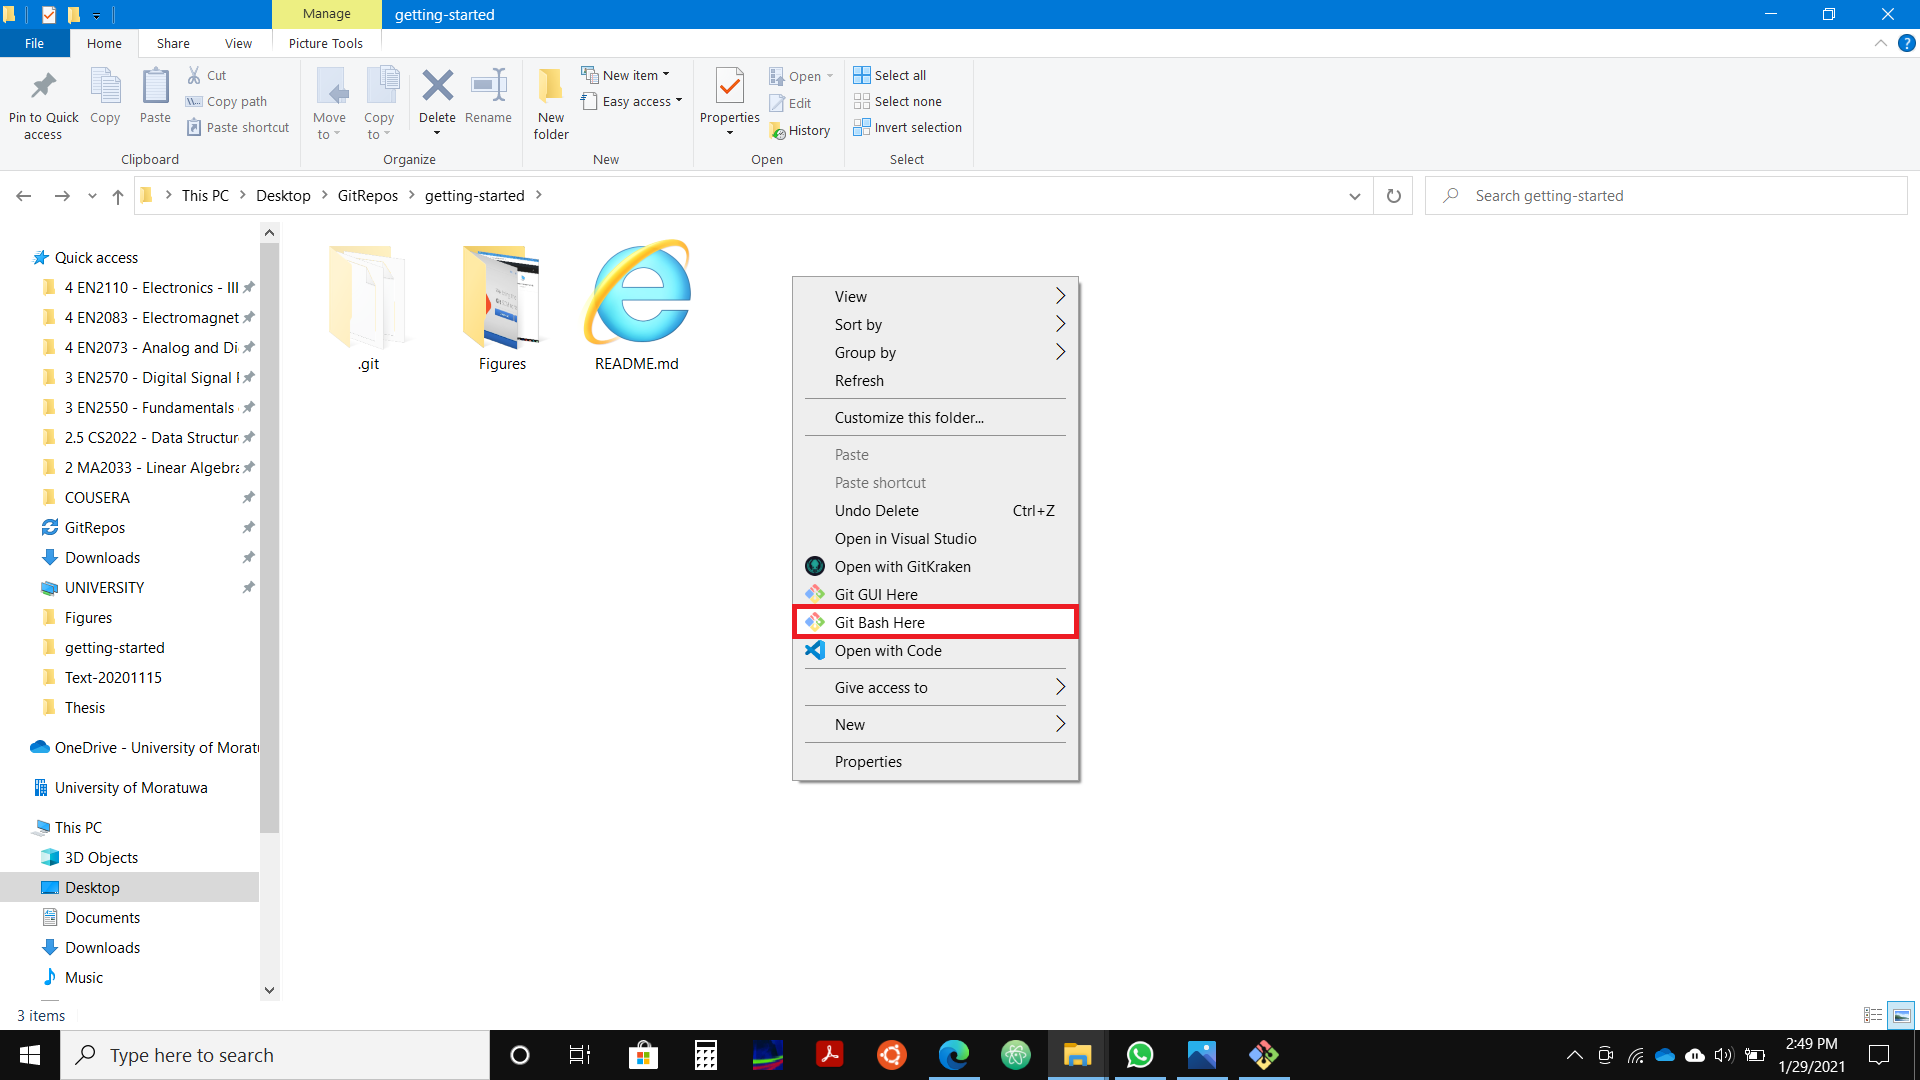 Manage
getting-started
File
Home
Share
View
Picture Tools
Pin to Quick access
Copy
Paste
Cut
Copy path
Paste shortcut
Clipboard
Move to
Copy to
Delete
Rename
Organize
New folder
New item
Easy access
New
Properties
Open
Edit
History
Open
Select all
Select none
Invert selection
Select
This PC
Desktop
GitRepos
getting-started
Search getting-started
Quick access
4 EN2110 - Electronics - III
4 EN2083 - Electromagnet
4 EN2073 - Analog and Di
3 EN2570 - Digital Signal
3 EN2550 - Fundamentals
2.5 CS2022 - Data Structur
2 MA2033 - Linear Algebra
COUSERA
GitRepos
Downloads
UNIVERSITY
Figures
getting-started
Text-20201115
Thesis
OneDrive - University of Morat
University of Moratuwa
This PC
3D Objects
Desktop
Documents
Downloads
Music
3 items
.git
Figures
README.md
View
Sort by
Group by
Refresh
Customize this folder...
Paste
Paste shortcut
Undo Delete Ctrl+Z
Open in Visual Studio
Open with GitKraken
Git GUI Here
Git Bash Here
Open with Code
Give access to
New
Properties
Type here to search
2:49 PM
1/29/2021